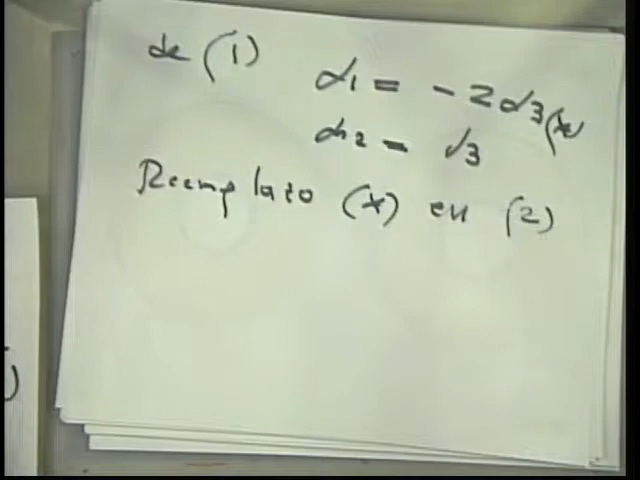 de (1) α1 = -2α3 (*)
α2 = α3
Reemplazo (*) en (2)
)